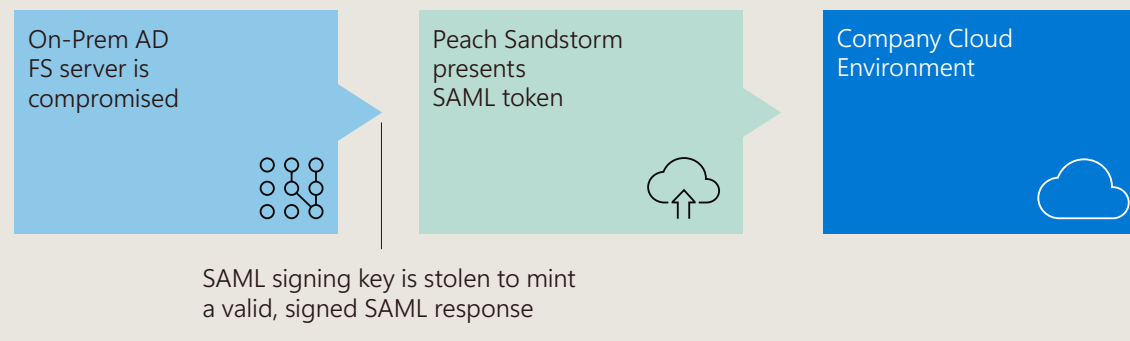 On-Prem AD
FS server is
compromised
Peach Sandstorm
presents
SAML token
Company Cloud
Environment
SAML signing key is stolen to mint
a valid, signed SAML response